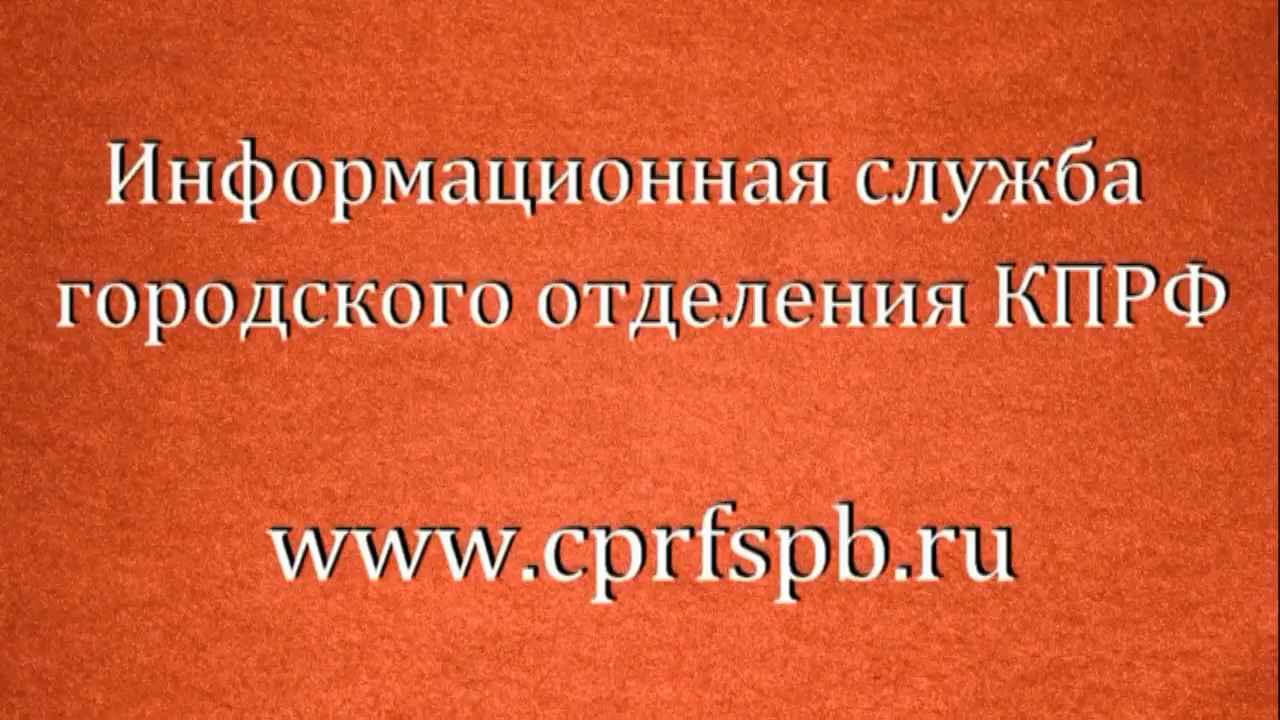 Информационная служба
городского отделения КПРФ
www.cprfspb.ru